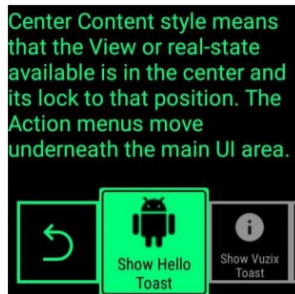 Center Content style means
that the View or real-state
available is in the center and
its lock to that position. The
Action menus move
underneath the main UI area.
Show Hello
Toast
Show Vuzix
Toast